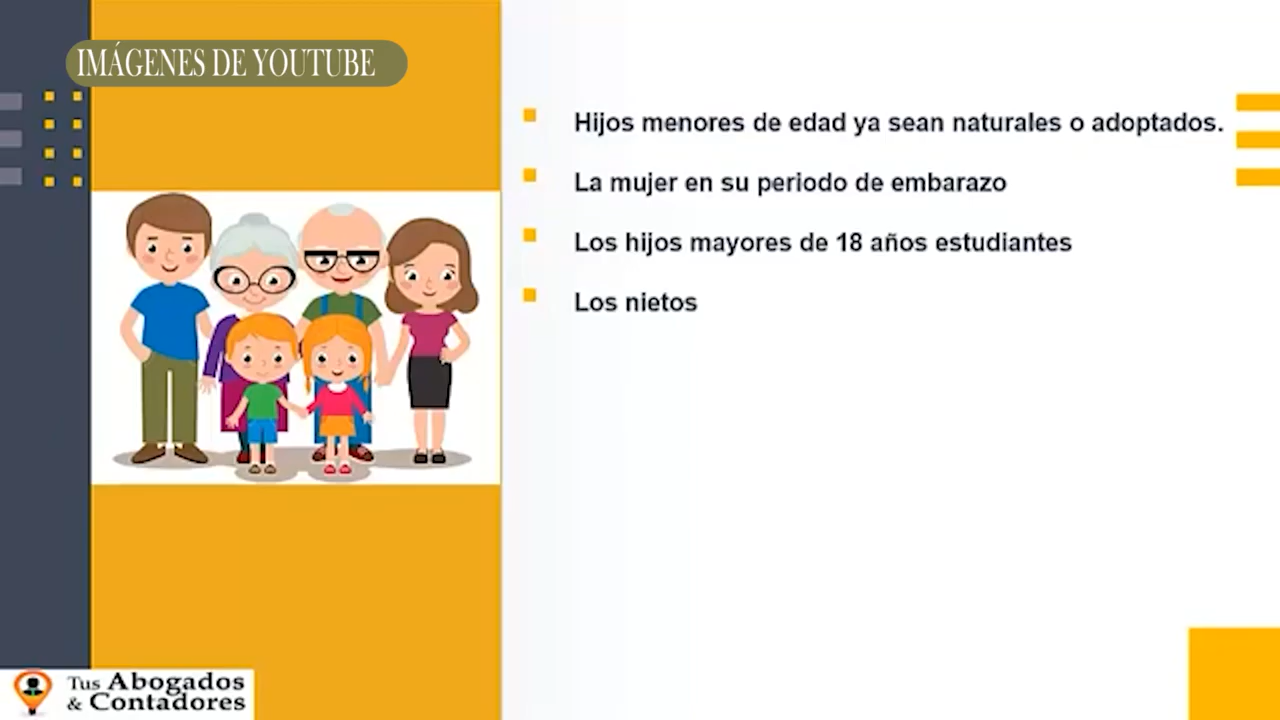 IMÁGENES DE YOUTUBE
Hijos menores de edad ya sean naturales o adoptados.
La mujer en su periodo de embarazo
Los hijos mayores de 18 años estudiantes
Los nietos
Tus Abogados
& Contadores